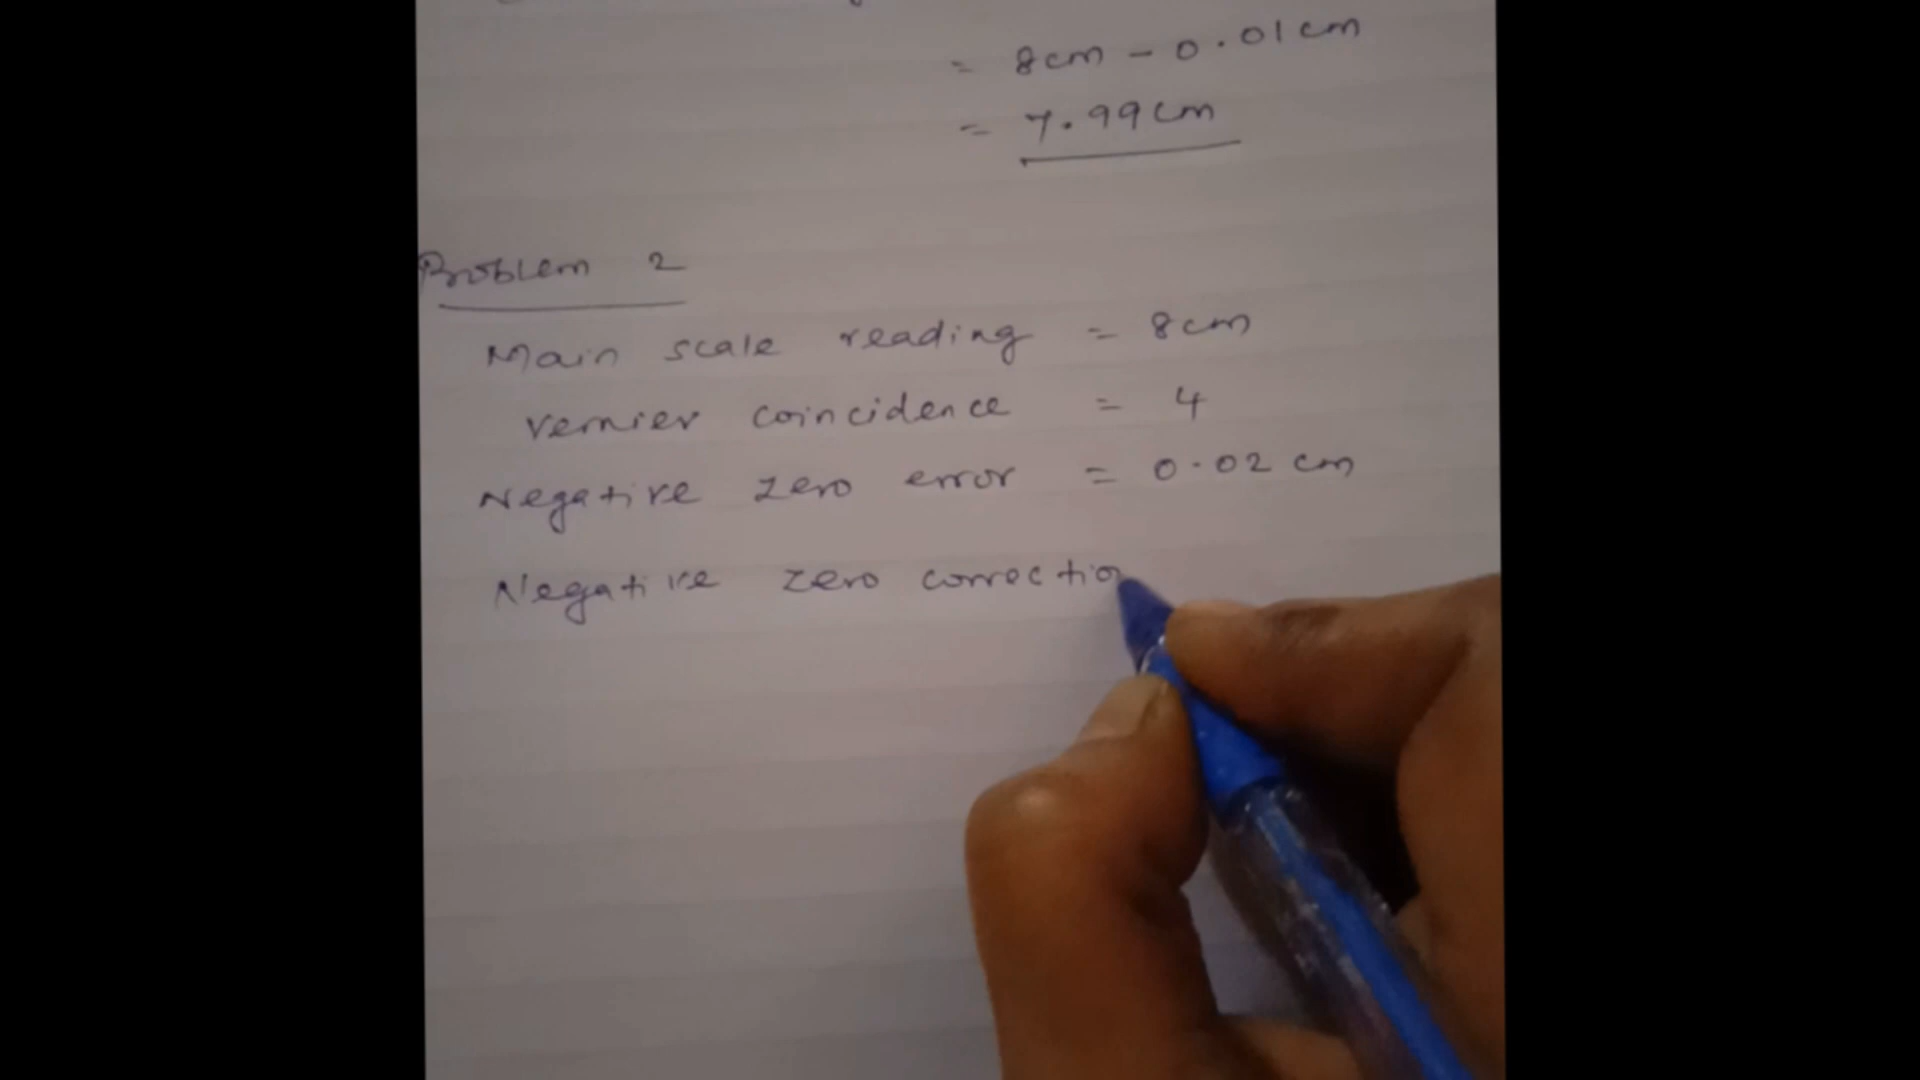 = 8cm - 0.01cm
= 7.99cm
Problem 2
Main scale reading = 8cm
vernier coincidence = 4
Negative zero error = 0.02 cm
Negative zero correctio